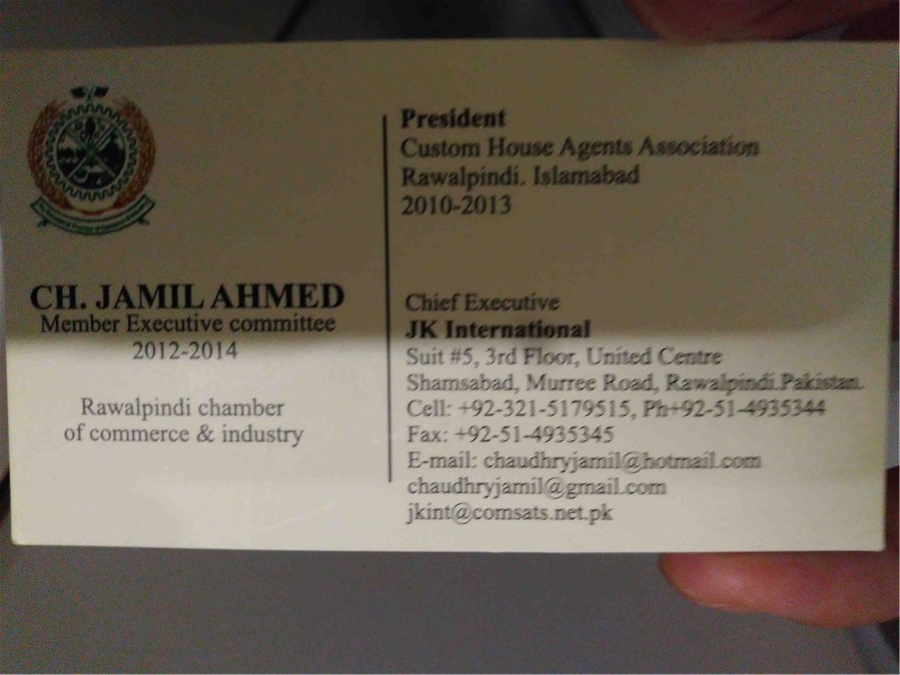 CH. JAMIL AHMED
Member Executive committee
2012-2014
Rawalpindi chamber
of commerce & industry
President
Custom House Agents Association
Rawalpindi. Islamabad
2010-2013
Chief Executive
JK International
Suit #5, 3rd Floor, United Centre
Shamsabad, Murree Road, Rawalpindi.Pakistan.
Cell: +92-321-5179515, Ph+92-51-4935344
Fax: +92-51-4935345
E-mail: chaudhryjamil@hotmail.com
chaudhryjamil@gmail.com
jkint@comsats.net.pk